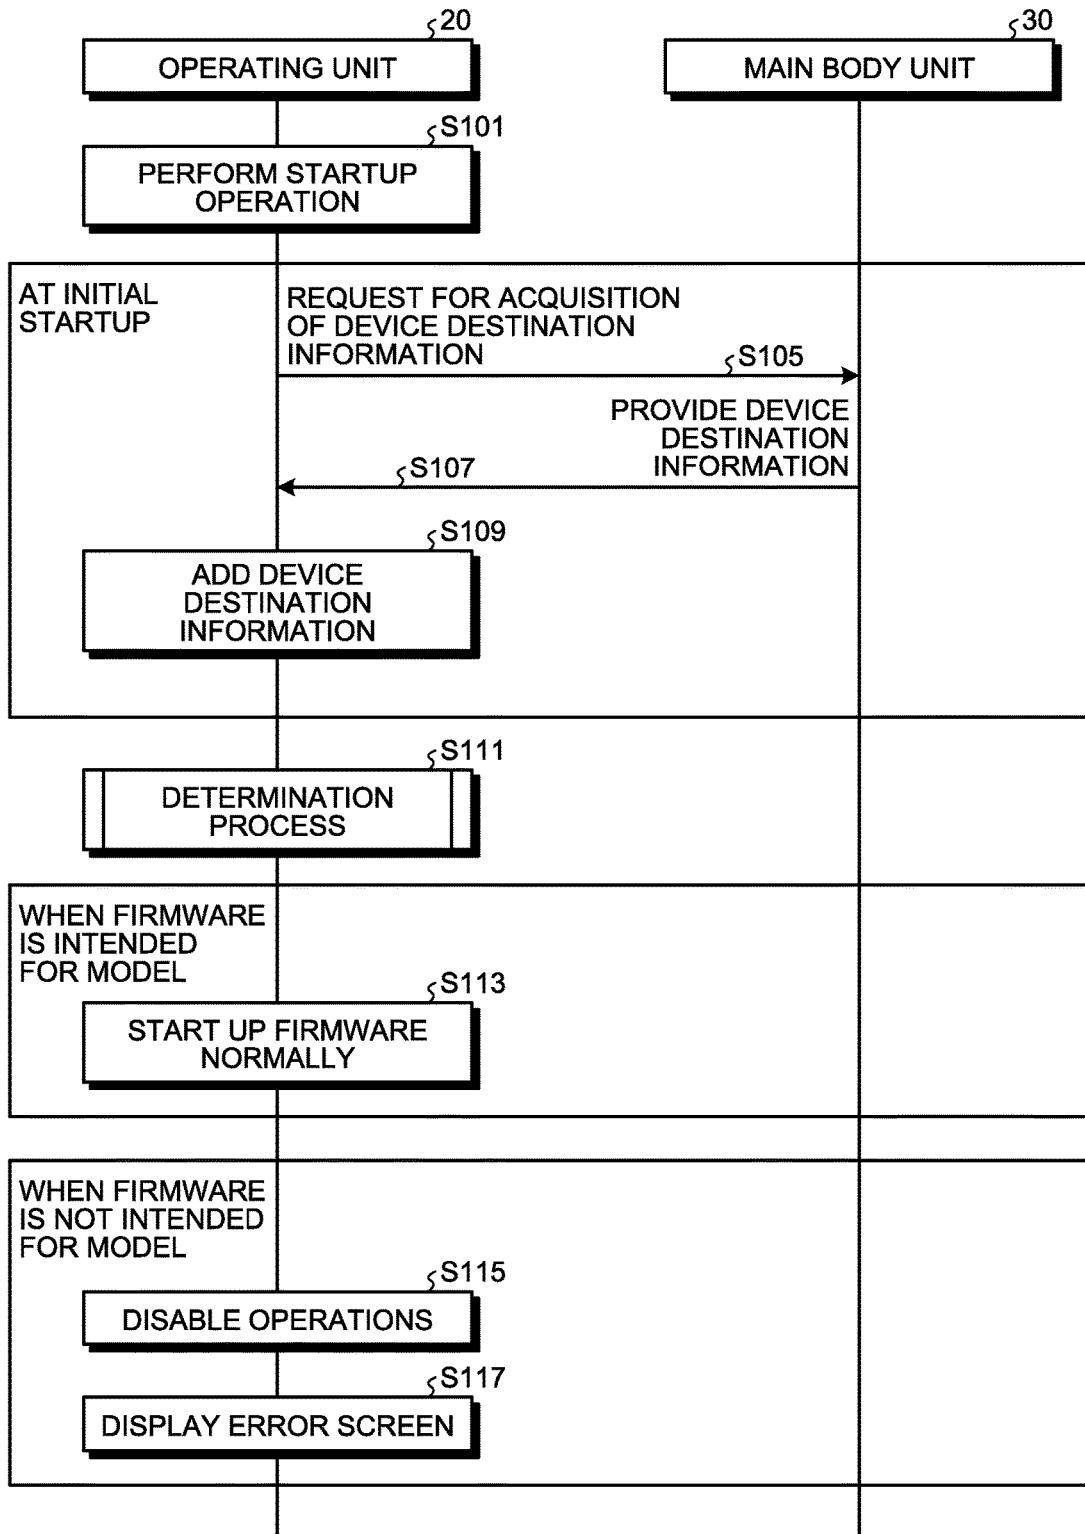 20
OPERATING UNIT
30
MAIN BODY UNIT
S101
PERFORM STARTUP
OPERATION
AT INITIAL
STARTUP
REQUEST FOR ACQUISITION
OF DEVICE DESTINATION
INFORMATION
S105
PROVIDE DEVICE
DESTINATION
INFORMATION
S107
S109
ADD DEVICE
DESTINATION
INFORMATION
S111
DETERMINATION
PROCESS
WHEN FIRMWARE
IS INTENDED
FOR MODEL
S113
START UP FIRMWARE
NORMALLY
WHEN FIRMWARE
IS NOT INTENDED
FOR MODEL
S115
DISABLE OPERATIONS
S117
DISPLAY ERROR SCREEN